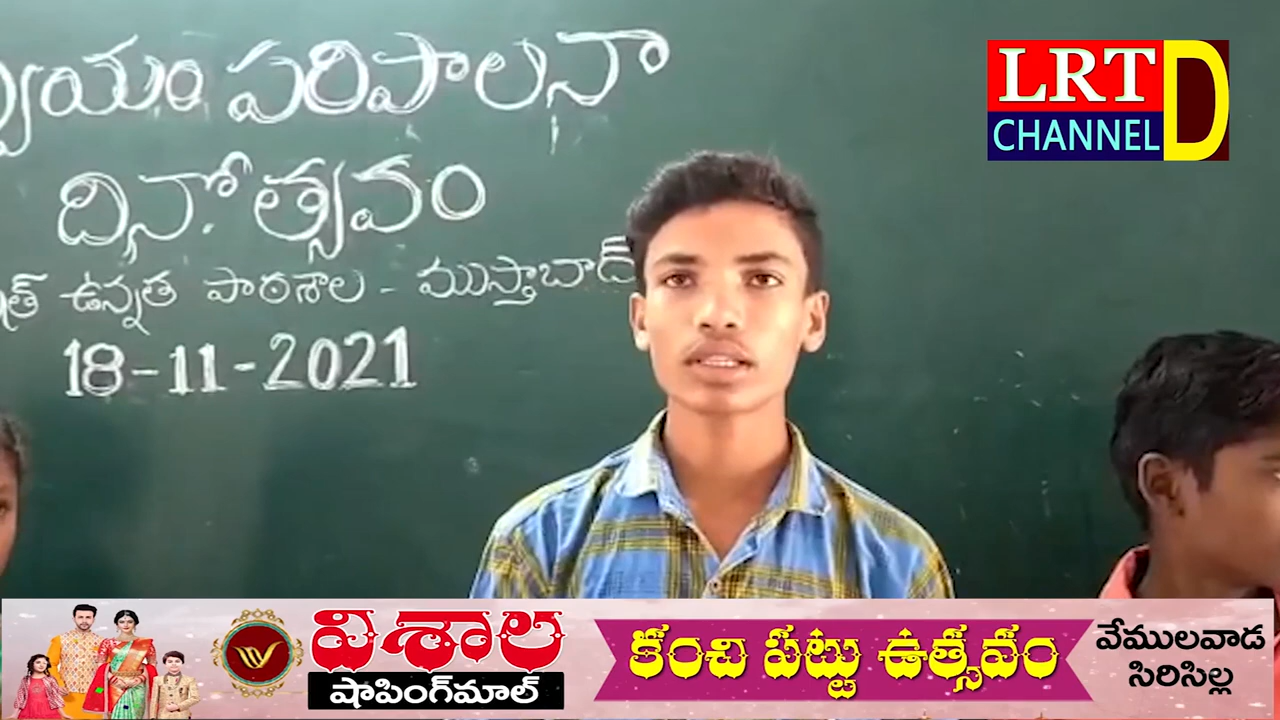 స్వయం పరిపాలనా
దినోత్సవం
ఉన్నత పాఠశాల - ముస్తాబాద్
18-11-2021
LRT D
CHANNEL
విశాల
షాపింగ్‌మాల్
కంచి పట్టు ఉత్సవం
వేములవాడ
సిరిసిల్ల